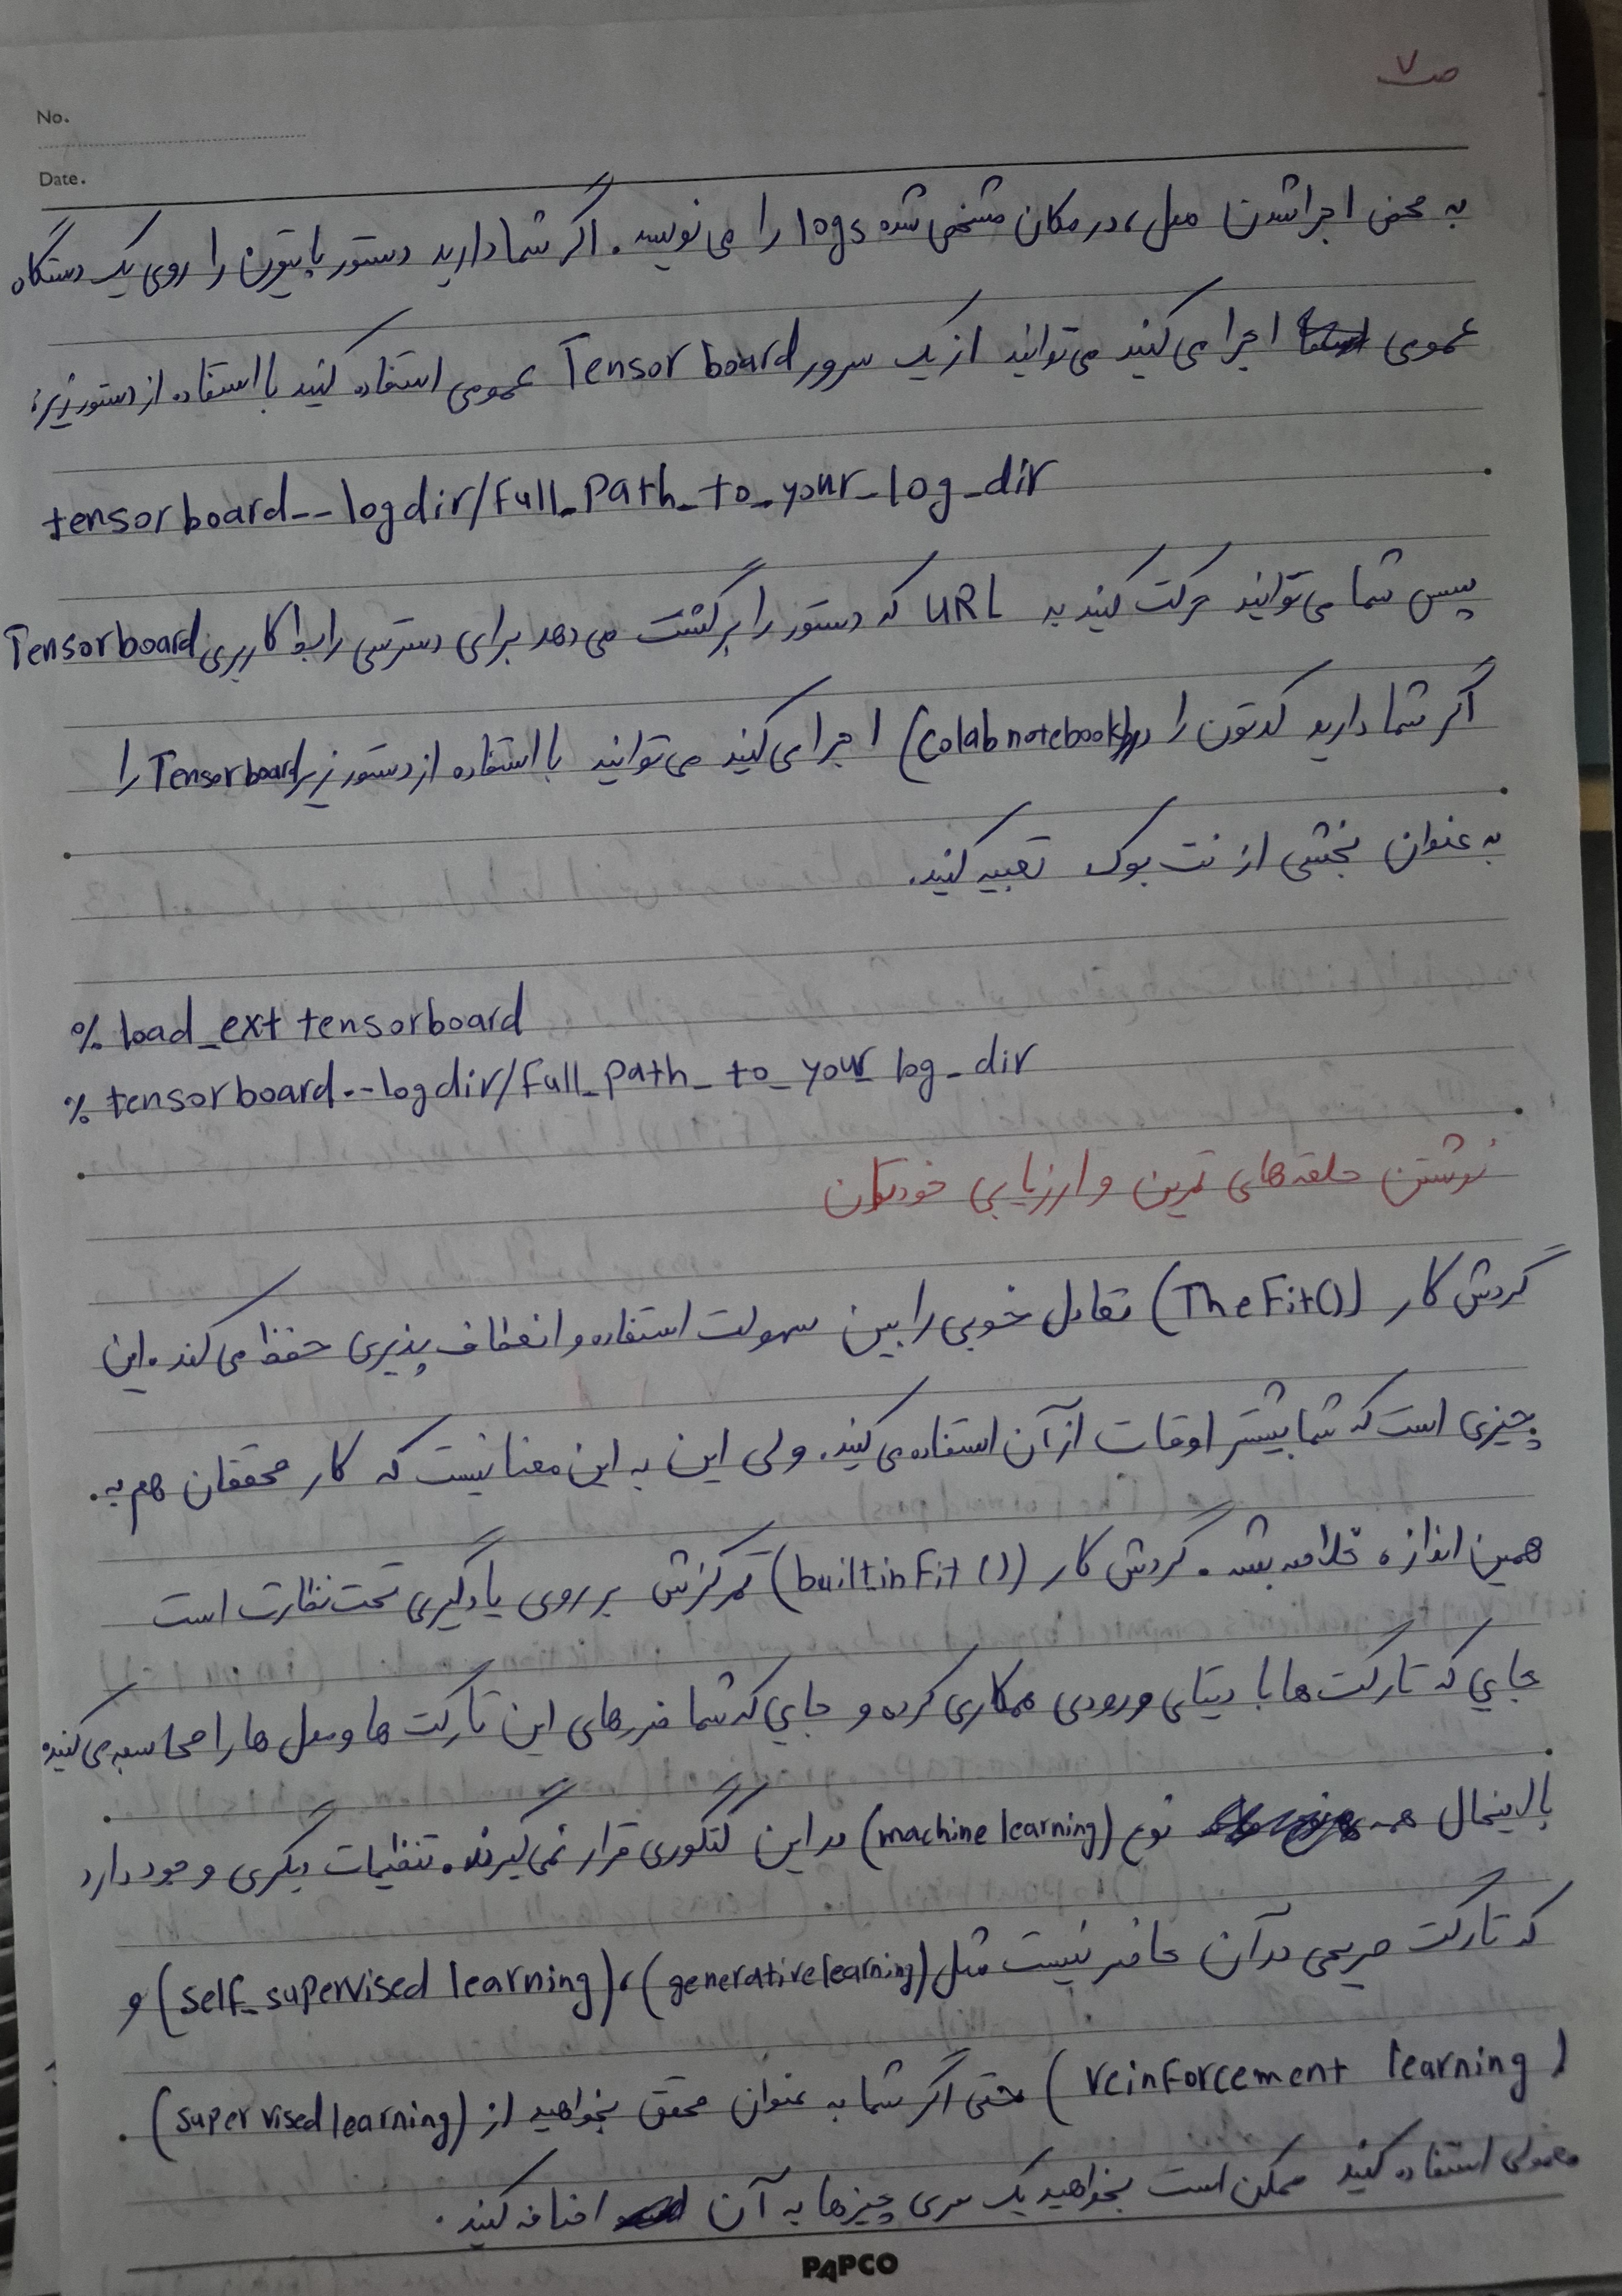 ص۷
No.
Date.
به محض اجرا شدن مدل، در مکان مشخص شده logs را می نویسد. اگر شما دارید دستور پایتون را روی یک دستگاه
عمومی اجرا می کنید می توانید از یک سرور Tensor board عمومی استفاده کنید با استفاده از دستور زیر:
tensorboard--logdir/full_path_to_your_log_dir
سپس شما می توانید حرکت کنید به URL که دستور را برگشت می دهد برای دسترسی رابط کاربری Tensorboard
اگر شما دارید کدتون را در (colab notebook) اجرا می کنید می توانید با استفاده از دستور زیر Tensorboard را
به عنوان بخشی از نت بوک تعبیه کنید.
% load_ext tensorboard
% tensorboard--logdir/full_path_to_your_log_dir
نوشتن حلقه های تمرین و ارزیابی خودتان
گردش کار (The Fit()) تعادل خوبی را بین سهولت استفاده و انعطاف پذیری حفظ می کند. این
چیزی است که شما بیشتر اوقات از آن استفاده می کنید. ولی این به این معنا نیست که کار محققان هم به
همین اندازه خلاصه بشه. گردش کار (built_in Fit ()) تمرکزش بر روی یادگیری تحت نظارت است
جایی که تارگت ها با دیتای ورودی همکاری کرده و جایی که شما ضررهای این تارگت ها و مدل ها را محاسبه می کنید
با اینحال همه نوع (machine learning) در این کتگوری قرار نمی گیرند. تنظیمات دیگری وجود دارد
که تارگت صریحی در آن حاضر نیست مثل (generative learning)، (self_supervised learning) و
(reinforcement learning) حتی اگر شما به عنوان محقق بخواهید از (supervised learning)
معمولی استفاده کنید ممکن است بخواهید یک سری چیزها به آن اضافه کنید.
PAPCO